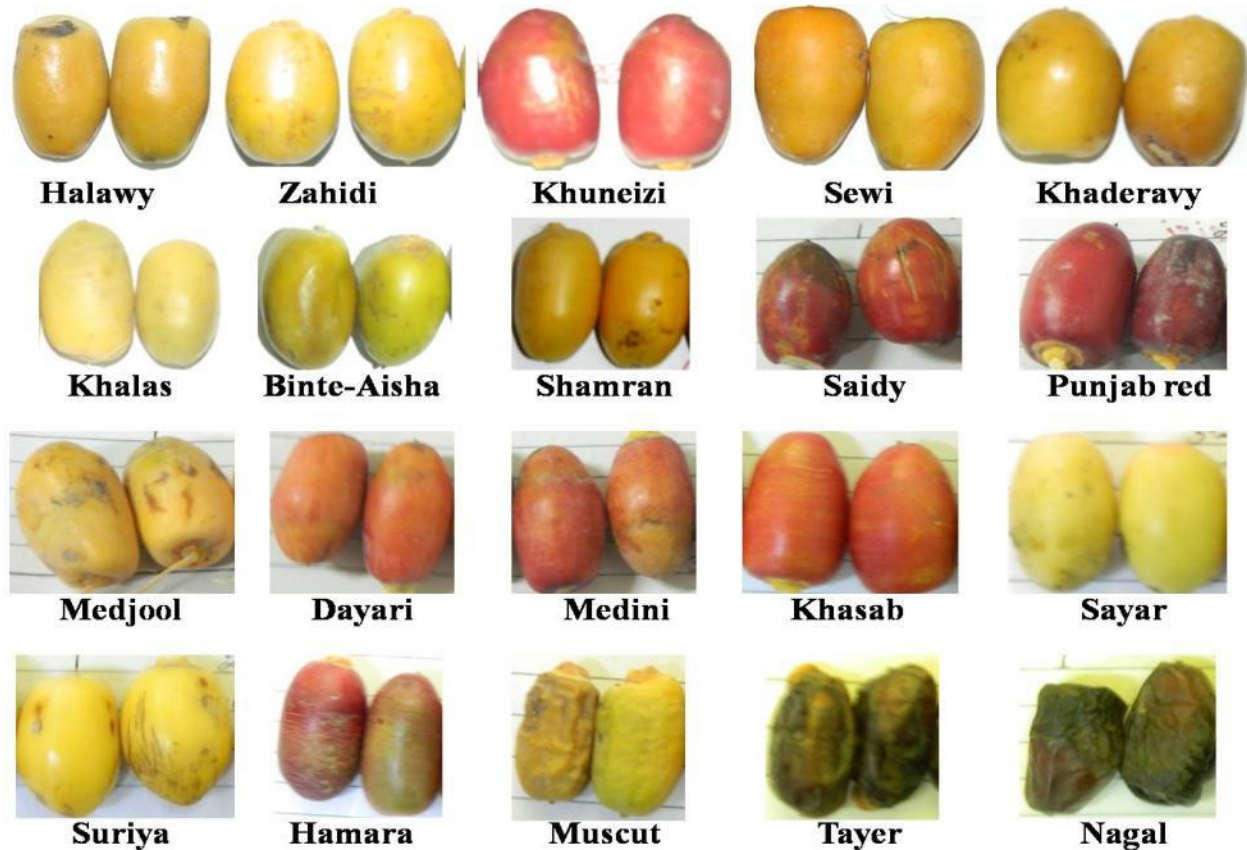 Halawy Zahidi Khuneizi Sewi Khaderavy
Khalas Binte-Aisha Shamran Saidy Punjab red
Medjool Dayari Medini Khasab Sayar
Suriya Hamara Muscut Tayer Nagal